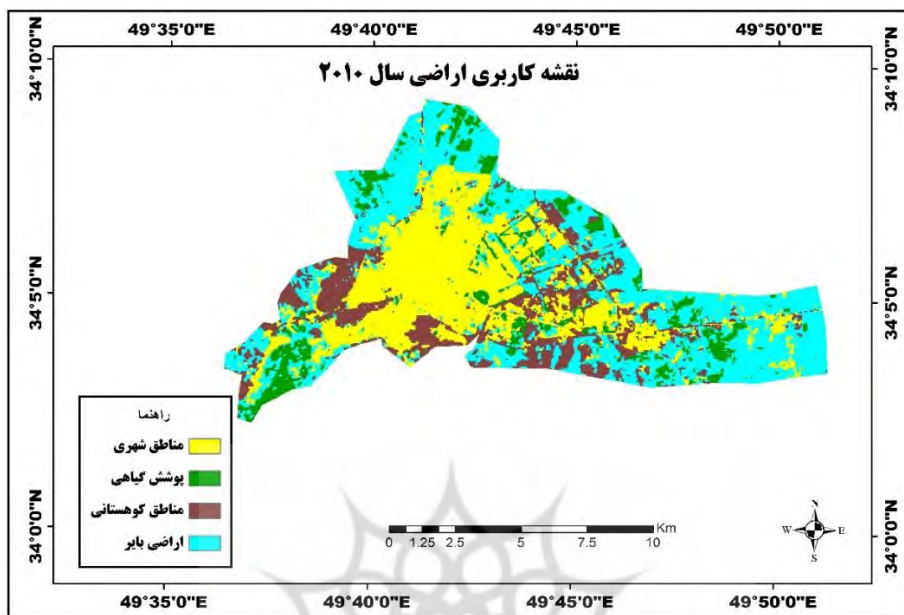 49°35'0"E 49°40'0"E 49°45'0"E 49°50'0"E
34°10'0"N 34°10'0"N
نقشه کاربری اراضی سال ۲۰۱۰
34°5'0"N 34°5'0"N
راهنما
مناطق شهری
پوشش گیاهی
مناطق کوهستانی
اراضی بایر
34°0'0"N 34°0'0"N
Km
0 1.25 2.5 5 7.5 10
N
W E
S
49°35'0"E 49°40'0"E 49°45'0"E 49°50'0"E